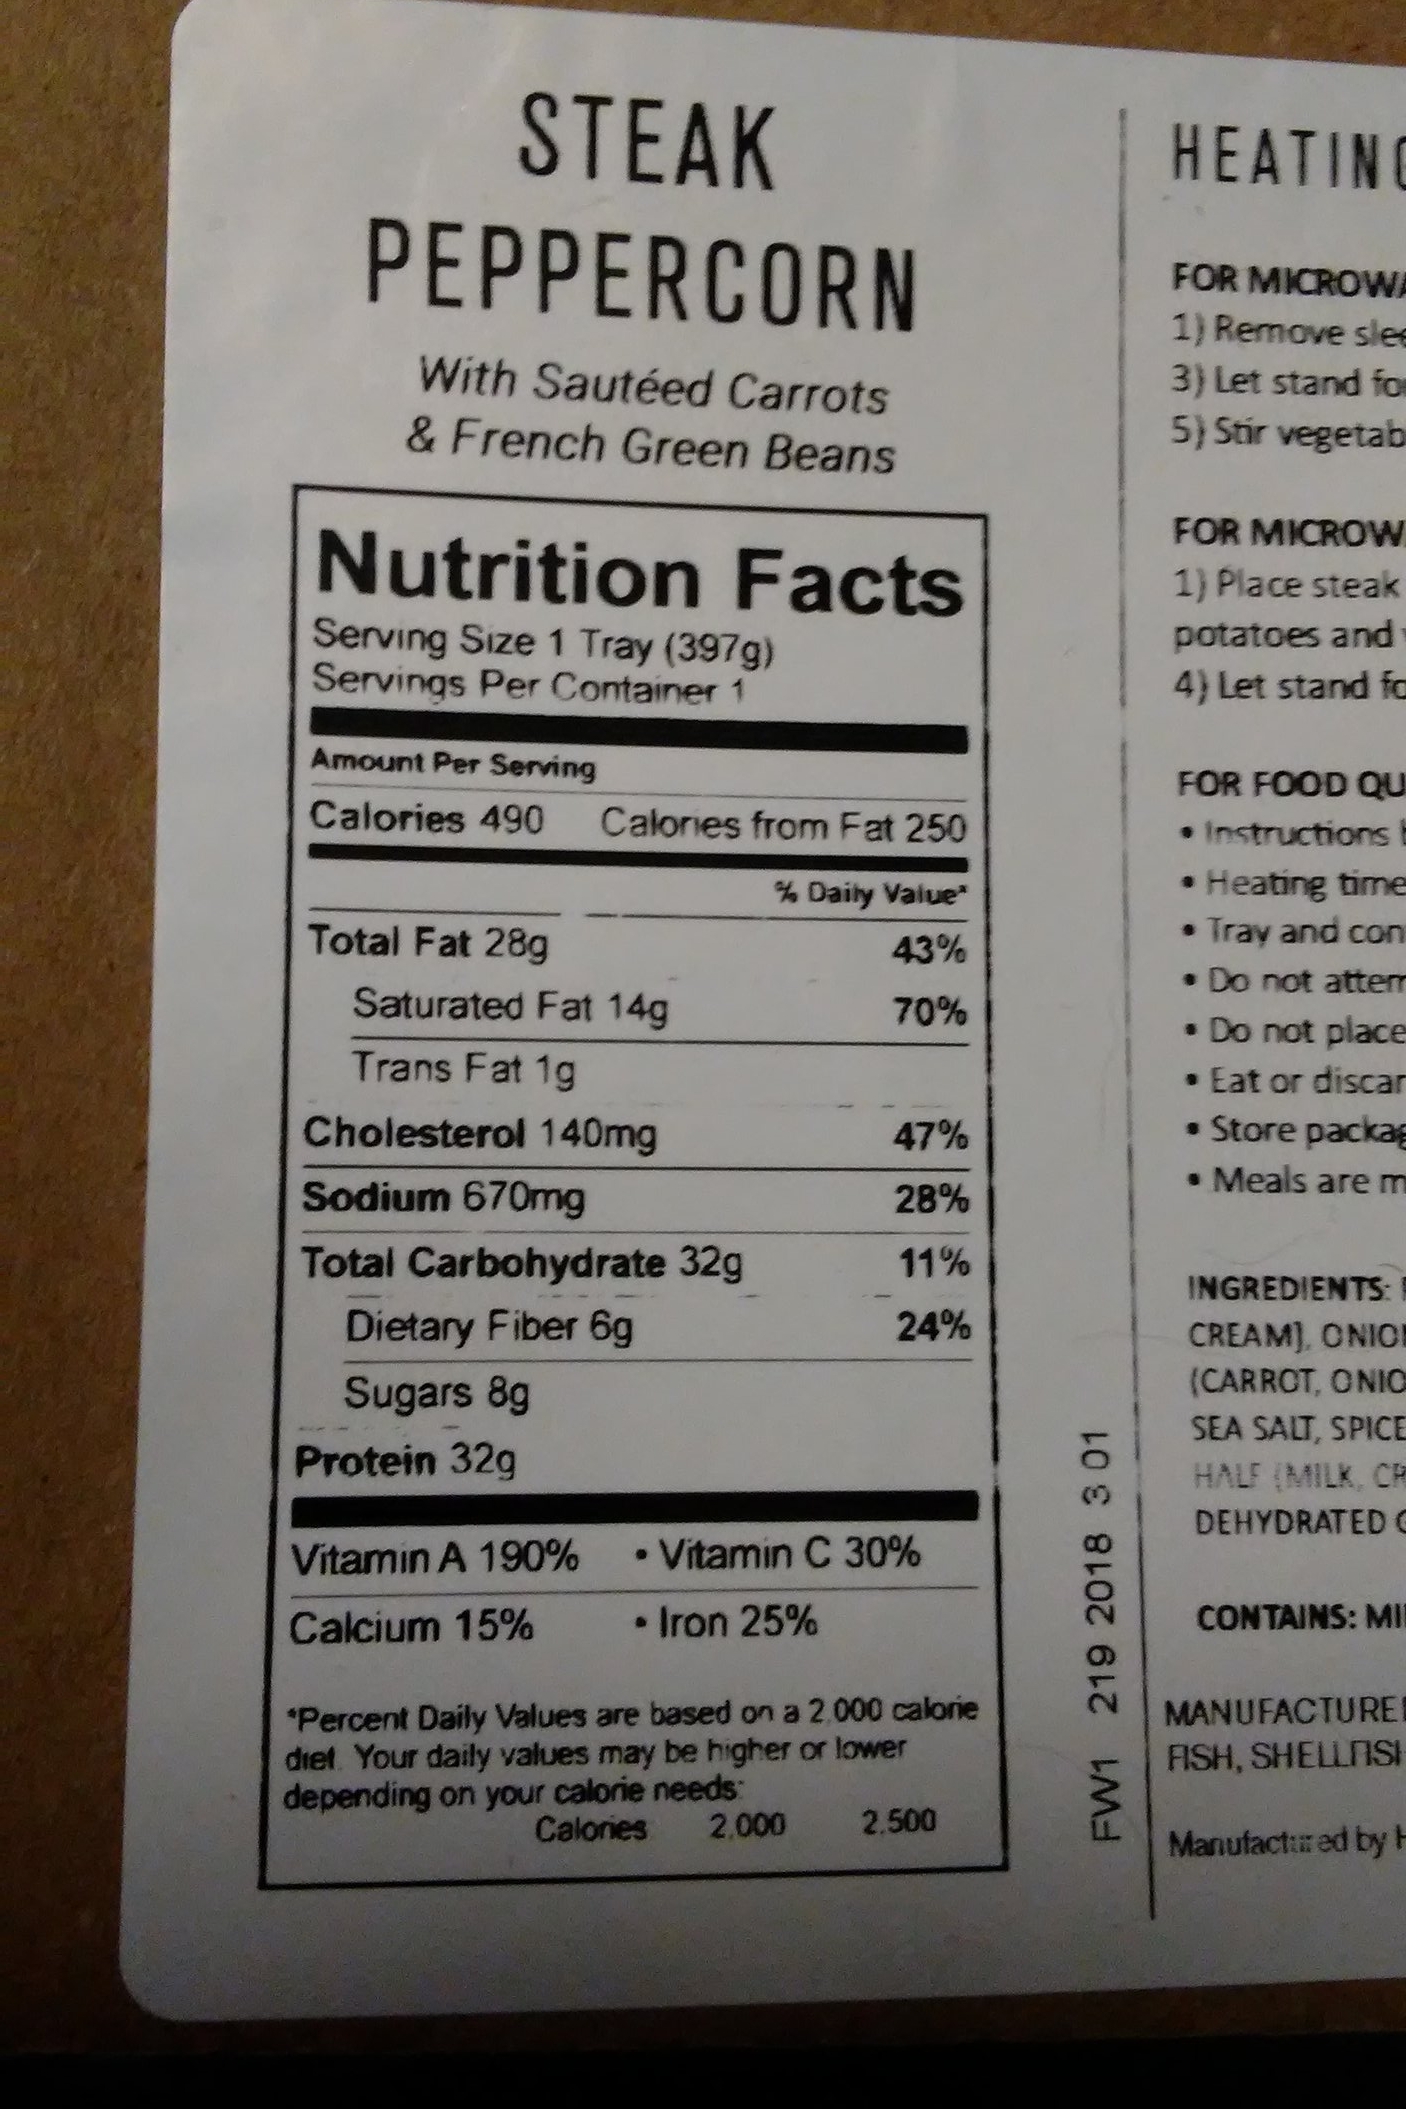 STEAK
PEPPERCORN
With Sautéed Carrots
& French Green Beans
Nutrition Facts
Serving Size 1 Tray (397g)
Servings Per Container 1
Amount Per Serving
Calories 490 Calories from Fat 250
% Daily Value*
Total Fat 28g 43%
Saturated Fat 14g 70%
Trans Fat 1g
Cholesterol 140mg 47%
Sodium 670mg 28%
Total Carbohydrate 32g 11%
Dietary Fiber 6g 24%
Sugars 8g
Protein 32g
Vitamin A 190% • Vitamin C 30%
Calcium 15% • Iron 25%
*Percent Daily Values are based on a 2,000 calorie
diet. Your daily values may be higher or lower
depending on your calorie needs:
Calories 2,000 2,500
FW1 219 2018 3 01
HEATING
FOR MICROWA
1) Remove slee
3) Let stand fo
5) Stir vegetab
FOR MICROW
1) Place steak
potatoes and
4) Let stand fo
FOR FOOD QU
• Instructions
• Heating time
• Tray and con
• Do not attem
• Do not place
• Eat or discar
• Store packag
• Meals are m
INGREDIENTS:
CREAM), ONIO
(CARROT, ONIO
SEA SALT, SPICE
HALF (MILK, CR
DEHYDRATED
CONTAINS: MI
MANUFACTURE
FISH, SHELLFISH
Manufactured by H